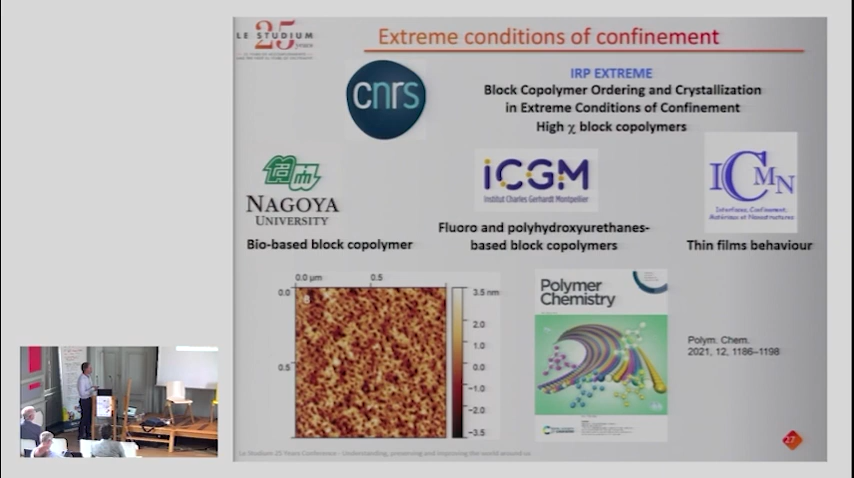 LE STUDIUM
25
years
Extreme conditions of confinement
cnrs
IRP EXTREME
Block Copolymer Ordering and Crystallization
in Extreme Conditions of Confinement
High χ block copolymers
NAGOYA
UNIVERSITY
Bio-based block copolymer
iCGM
Institut Charles Gerhardt Montpellier
Fluoro and polyhydroxyurethanes-
based block copolymers
ICMN
Interfaces, Confinement,
Matériaux et Nanostructures
Thin films behaviour
0.0 µm 0.5
0.0
0.5
3.5 nm
2.0
1.0
0.0
-1.0
-2.0
-3.5
Polymer
Chemistry
Polym. Chem.
2021, 12, 1186–1198
Le Studium 25 Years Conference - Understanding, preserving and improving the world around us
27